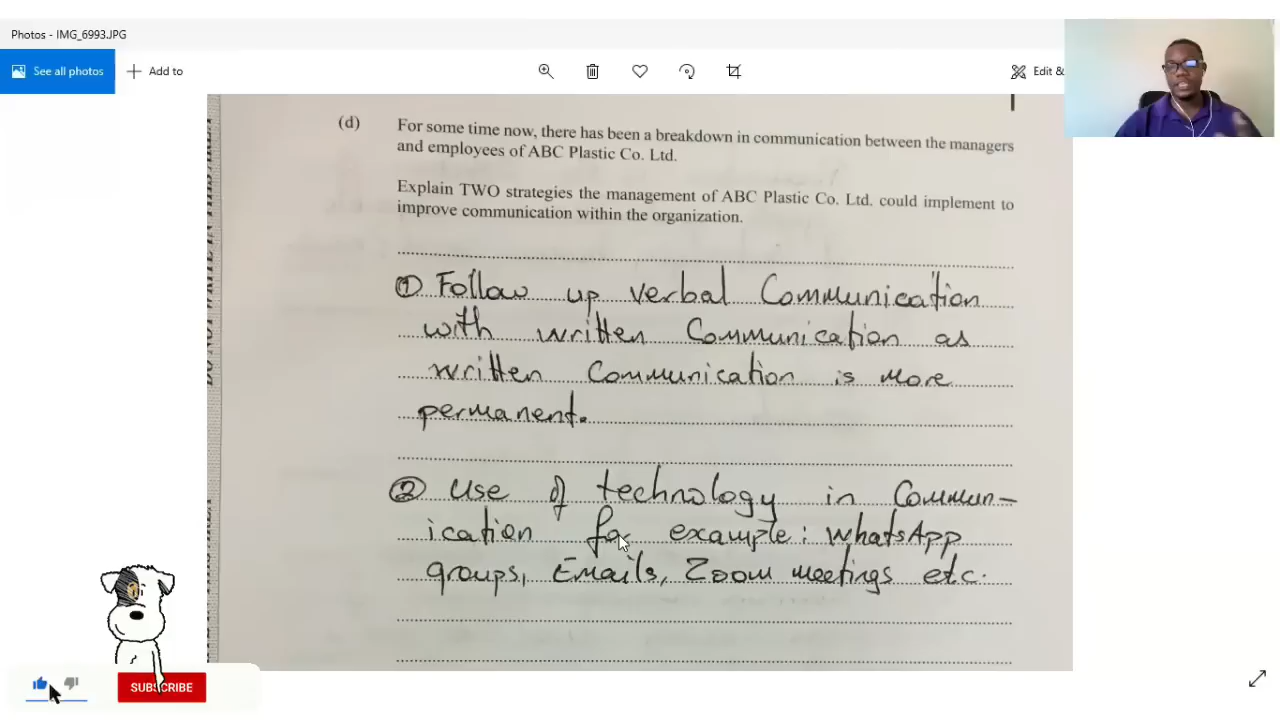 Photos - IMG_6993.JPG
See all photos
Add to
Edit &
(d) For some time now, there has been a breakdown in communication between the managers
and employees of ABC Plastic Co. Ltd.
Explain TWO strategies the management of ABC Plastic Co. Ltd. could implement to
improve communication within the organization.
① Follow up verbal Communication
with written Communication as
written Communication is more
permanent.
② Use of technology in Commun-
ication for example: WhatsApp
groups, Emails, Zoom meetings etc.
SUBSCRIBE